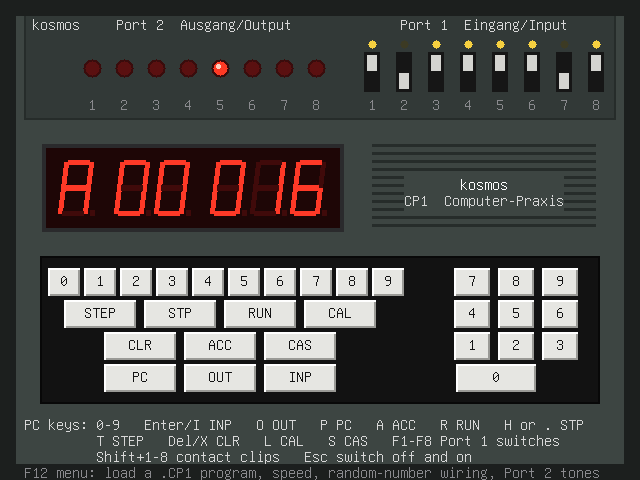 kosmos Port 2 Ausgang/Output Port 1 Eingang/Input
1 2 3 4 5 6 7 8 1 2 3 4 5 6 7 8
A 00 016
kosmos
CP1 Computer-Praxis
0 1 2 3 4 5 6 7 8 9 7 8 9
STEP STP RUN CAL 4 5 6
CLR ACC CAS 1 2 3
PC OUT INP 0
PC keys: 0-9 Enter/I INP O OUT P PC A ACC R RUN H or . STP
T STEP Del/X CLR L CAL S CAS F1-F8 Port 1 switches
Shift+1-8 contact clips Esc switch off and on
F12 menu: load a .CP1 program, speed, random-number wiring, Port 2 tones